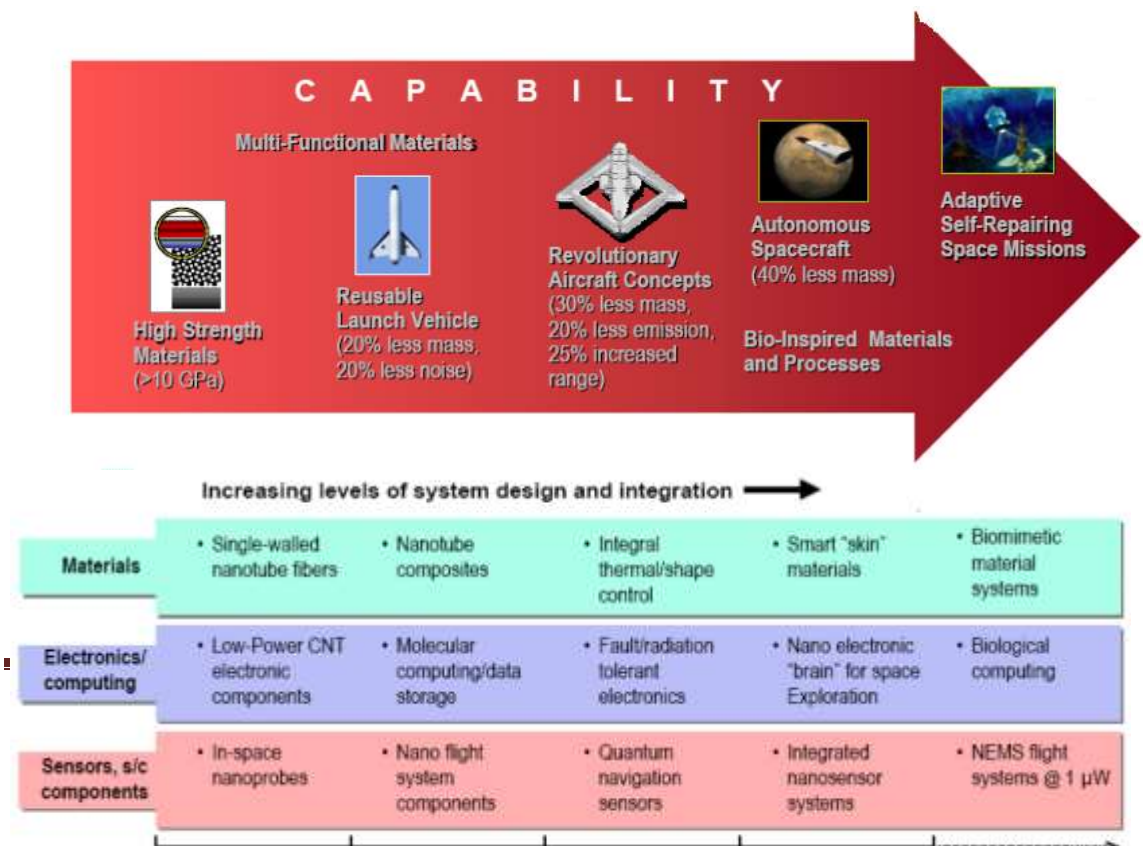 C A P A B I L I T Y
Multi-Functional Materials
High Strength
Materials
(>10 GPa)
Reusable
Launch Vehicle
(20% less mass,
20% less noise)
Revolutionary
Aircraft Concepts
(30% less mass,
20% less emission,
25% increased
range)
Autonomous
Spacecraft
(40% less mass)
Bio-Inspired Materials
and Processes
Adaptive
Self-Repairing
Space Missions
Increasing levels of system design and integration
Materials
• Single-walled
nanotube fibers
• Nanotube
composites
• Integral
thermal/shape
control
• Smart "skin"
materials
• Biomimetic
material
systems
Electronics/
computing
• Low-Power CNT
electronic
components
• Molecular
computing/data
storage
• Fault/radiation
tolerant
electronics
• Nano electronic
"brain" for space
Exploration
• Biological
computing
Sensors, s/c
components
• In-space
nanoprobes
• Nano flight
system
components
• Quantum
navigation
sensors
• Integrated
nanosensor
systems
• NEMS flight
systems @ 1 µW